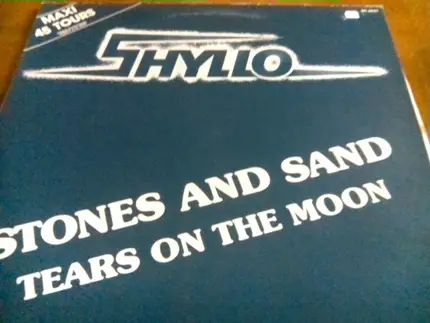 MAXI
45 TOURS
SHYLLO
STONES AND SAND
TEARS ON THE MOON